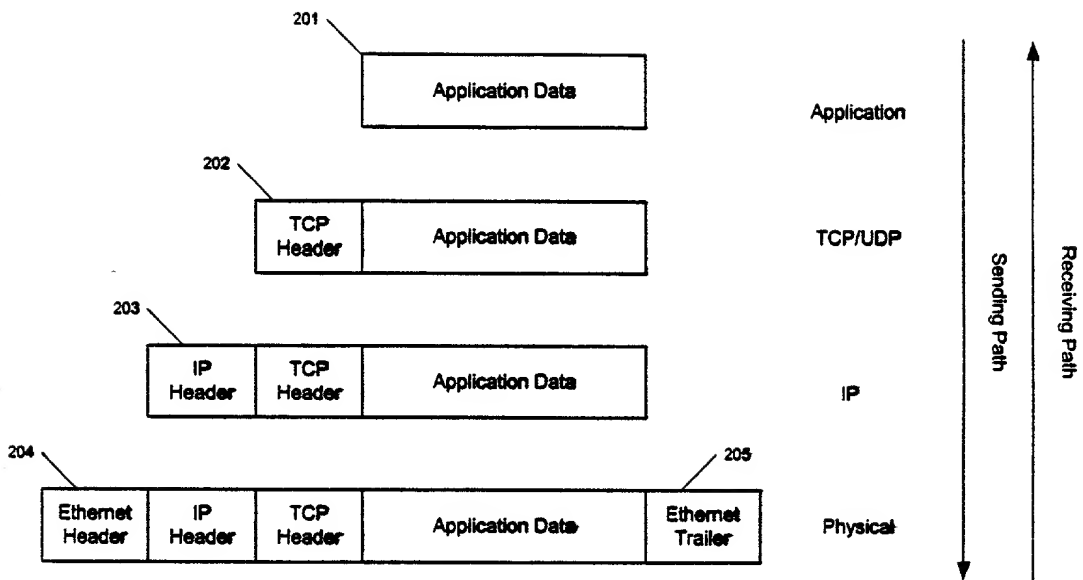 201
Application Data
Application
202
TCP
Header
Application Data
TCP/UDP
203
IP
Header
TCP
Header
Application Data
IP
204
205
Ethernet
Header
IP
Header
TCP
Header
Application Data
Ethernet
Trailer
Physical
Sending Path
Receiving Path